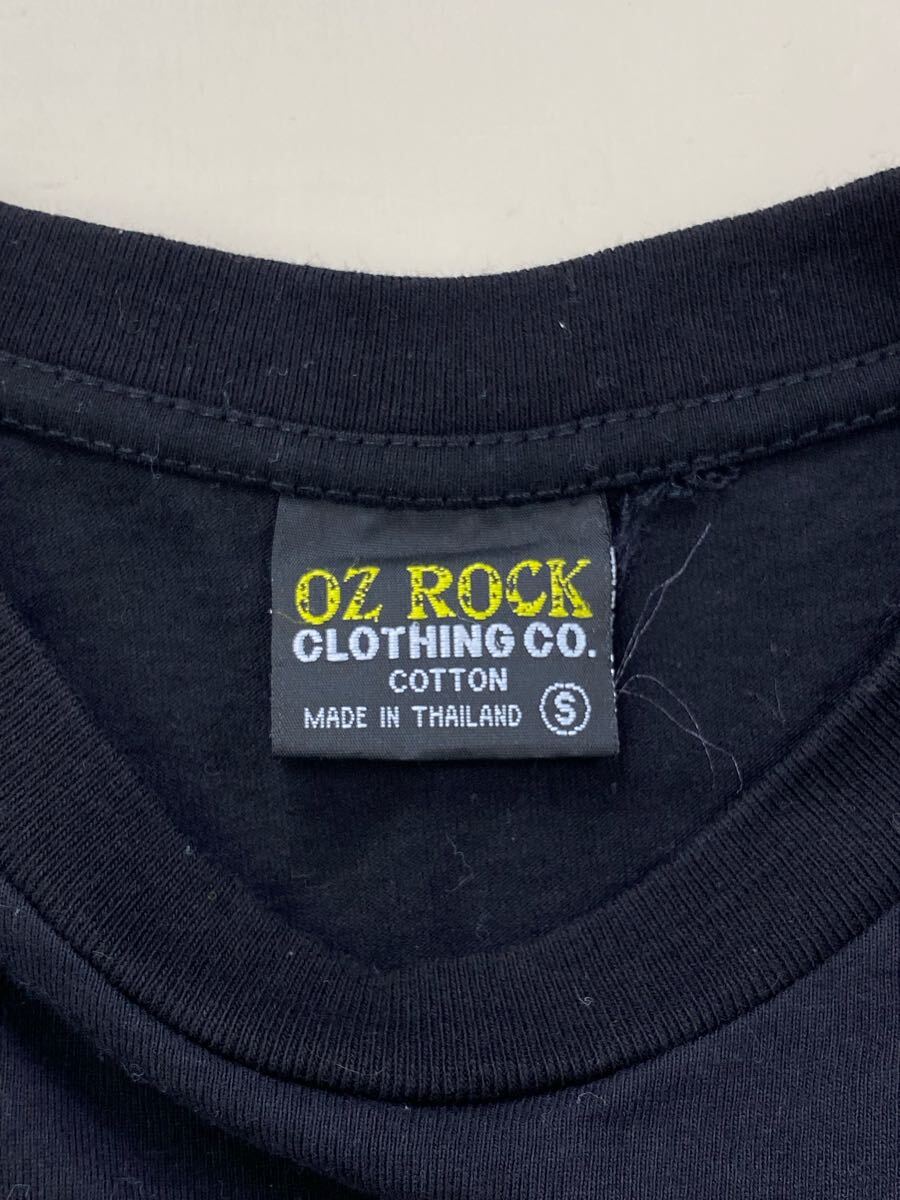 OZ ROCK
CLOTHING CO.
COTTON
MADE IN THAILAND S